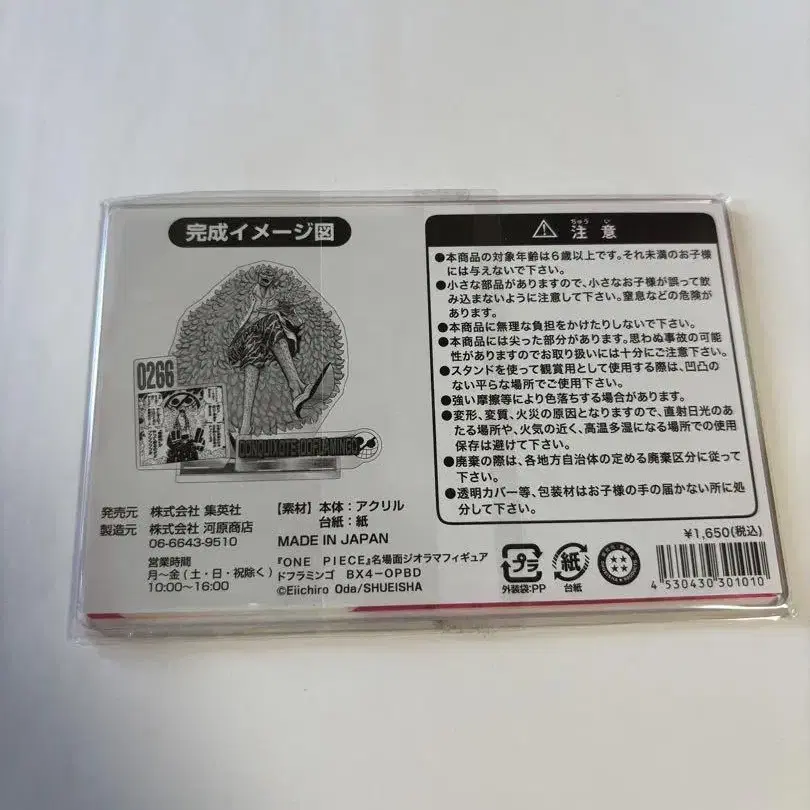 完成イメージ図
0266
DONQUIXOTE DOFLAMINGO
発売元 株式会社 集英社
製造元 株式会社 河原商店
06-6643-9510
営業時間
月～金(土・日・祝除く)
10:00～16:00
【素材】本体：アクリル
台紙：紙
MADE IN JAPAN
『ONE PIECE』名場面ジオラマフィギュア
ドフラミンゴ BX4-OPBD
©Eiichiro Oda/SHUEISHA
ちゅう い
注 意
●本商品の対象年齢は6歳以上です。それ未満のお子様
には与えないで下さい。
●小さな部品がありますので、小さなお子様が誤って飲
み込まないように注意して下さい。窒息などの危険が
あります。
●本商品に無理な負担をかけたりしないで下さい。
●本商品には尖った部分があります。思わぬ事故の可能
性がありますのでお取り扱いには十分にご注意下さい。
●スタンドを使って観賞用として使用する際は、凹凸の
ない平らな場所でご使用下さい。
●強い摩擦等により色落ちする場合があります。
●変形、変質、火災の原因となりますので、直射日光のあ
たる場所や、火気の近く、高温多湿になる場所での使用
保存は避けて下さい。
●廃棄の際は、各地方自治体の定める廃棄区分に従って
下さい。
●透明カバー等、包装材はお子様の手の届かない所に処
分して下さい。
¥1,650(税込)
プラ
外装袋:PP
紙
台紙
4 530430 301010